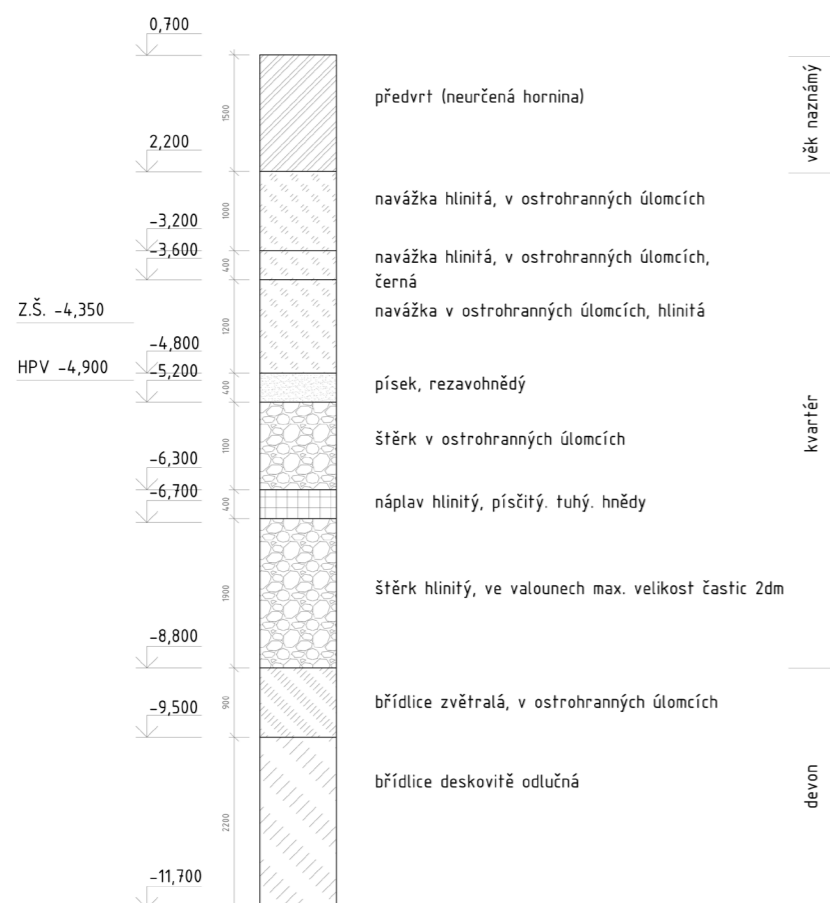 0,700
věk naznámý
1500
předvrt (neurčená hornina)
2,200
1000
navážka hlinitá, v ostrohranných úlomcích
-3,200
-3,600
400
navážka hlinitá, v ostrohranných úlomcích,
černá
Z.Š. -4,350
1200
navážka v ostrohranných úlomcích, hlinitá
-4,800
HPV -4,900
-5,200
400
písek, rezavohnědý
kvartér
1100
štěrk v ostrohranných úlomcích
-6,300
-6,700
400
náplav hlinitý, písčitý. tuhý. hnědy
1900
štěrk hlinitý, ve valounech max. velikost častic 2dm
-8,800
900
břídlice zvětralá, v ostrohranných úlomcích
-9,500
2200
břídlice deskovitě odlučná
devon
-11,700